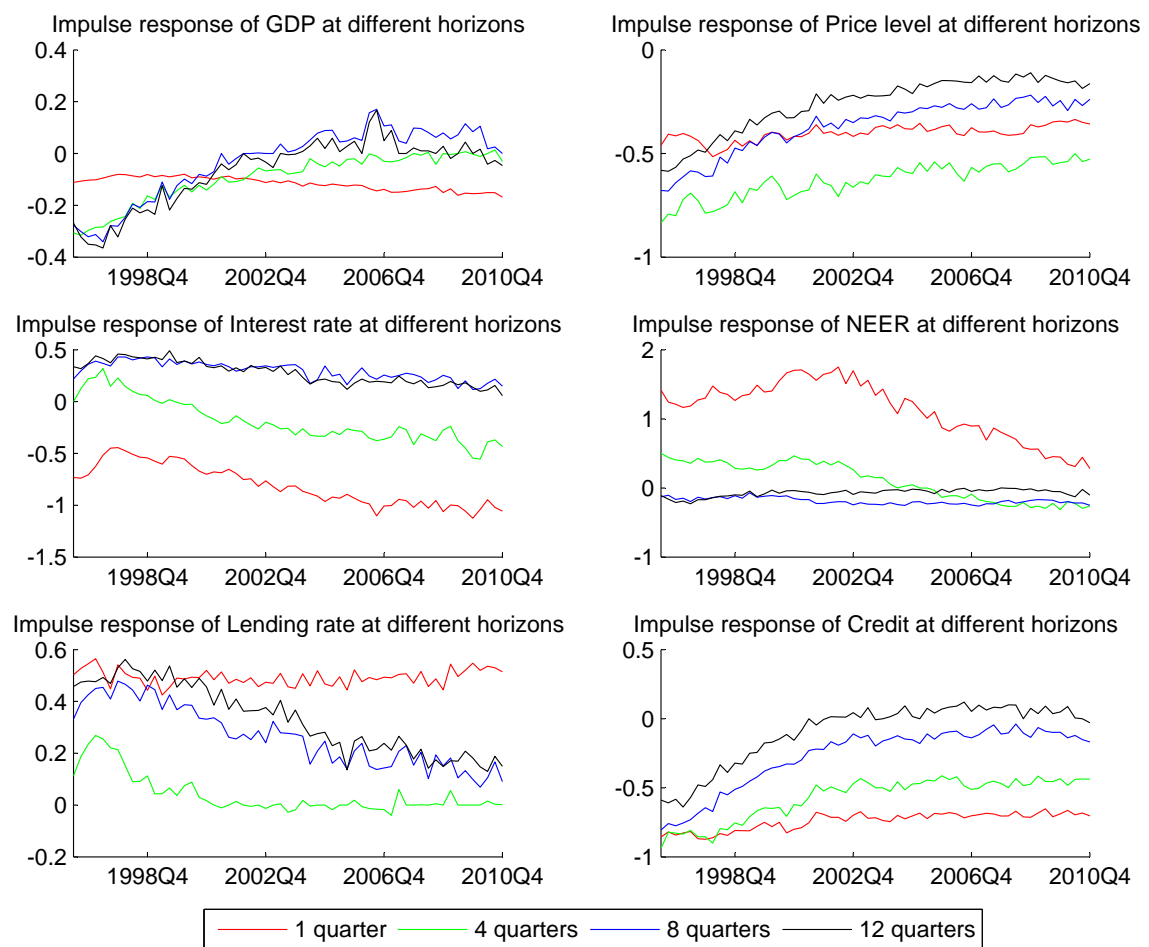 Impulse response of GDP at different horizons
0.4
0.2
0
-0.2
-0.4
1998Q4 2002Q4 2006Q4 2010Q4
Impulse response of Price level at different horizons
0
-0.5
-1
1998Q4 2002Q4 2006Q4 2010Q4
Impulse response of Interest rate at different horizons
0.5
0
-0.5
-1
-1.5
1998Q4 2002Q4 2006Q4 2010Q4
Impulse response of NEER at different horizons
2
1
0
-1
1998Q4 2002Q4 2006Q4 2010Q4
Impulse response of Lending rate at different horizons
0.6
0.4
0.2
0
-0.2
1998Q4 2002Q4 2006Q4 2010Q4
Impulse response of Credit at different horizons
0.5
0
-0.5
-1
1998Q4 2002Q4 2006Q4 2010Q4
1 quarter 4 quarters 8 quarters 12 quarters